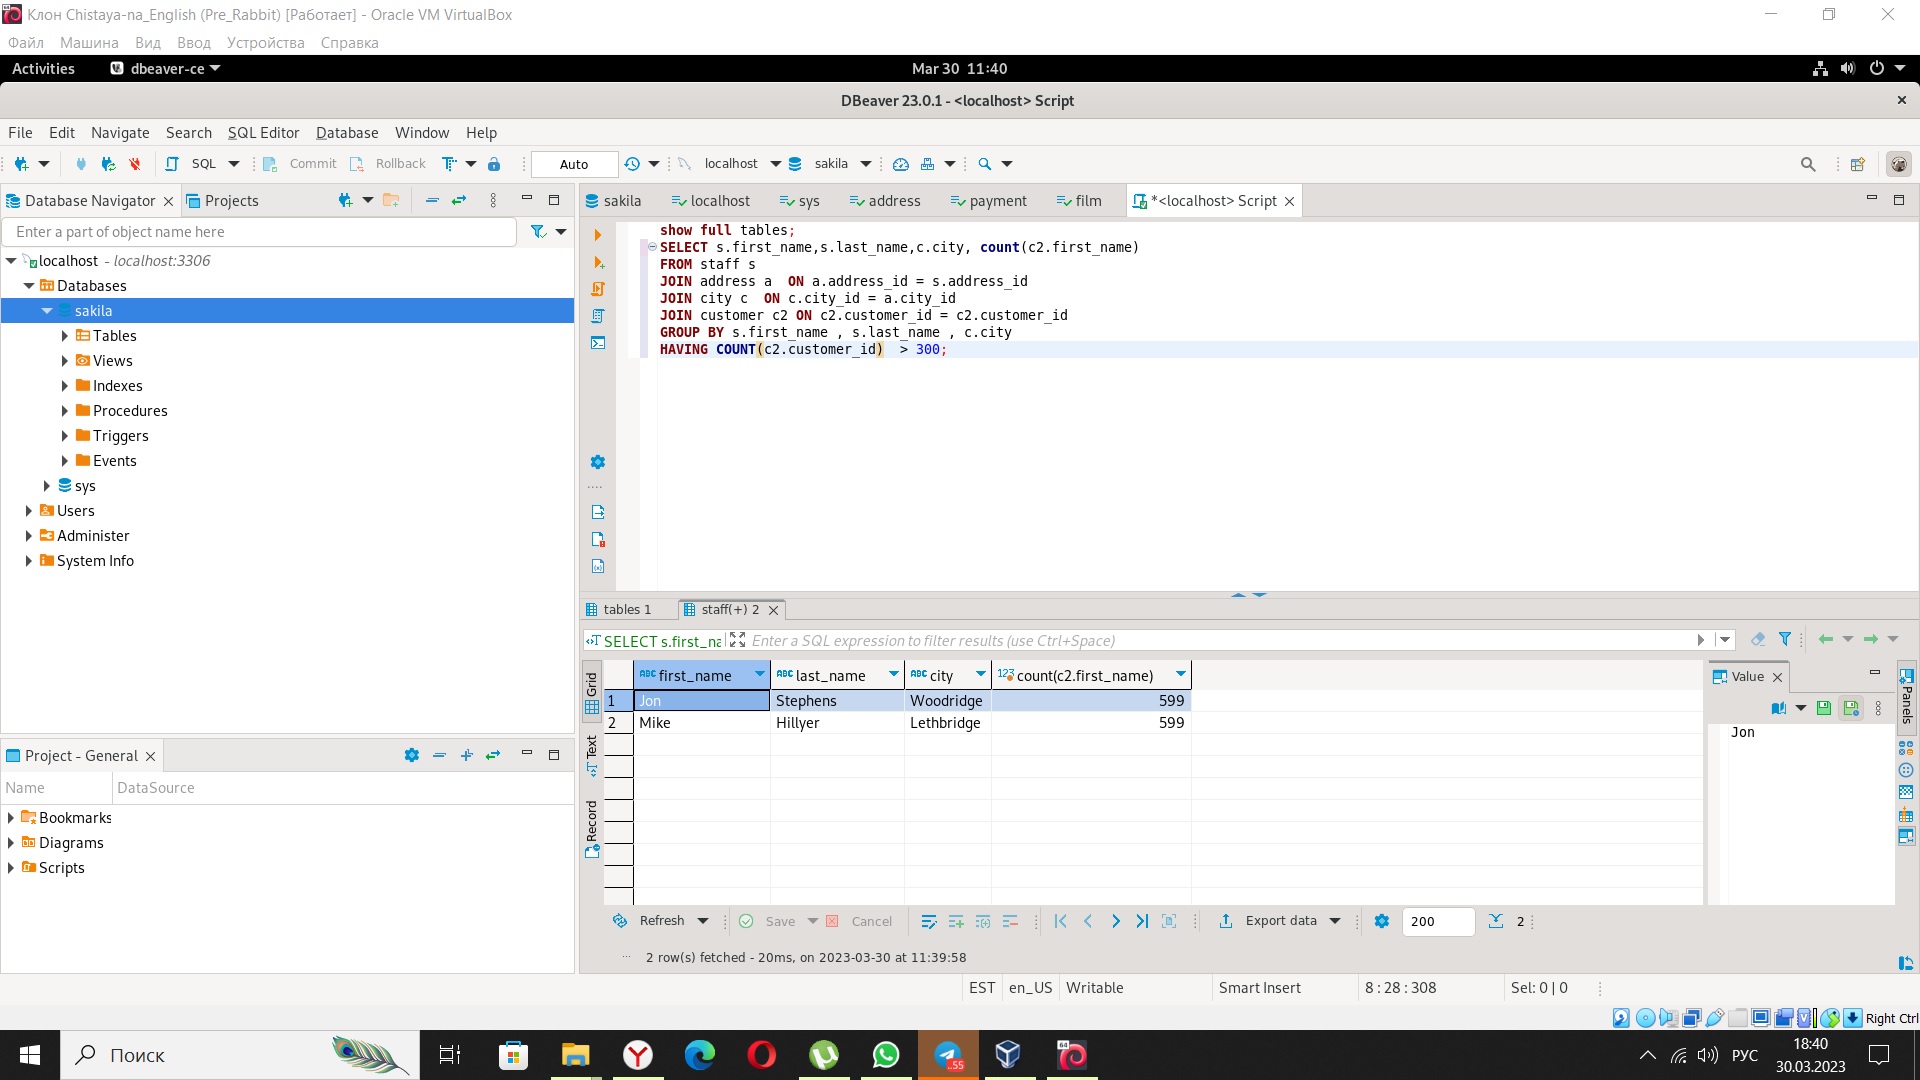 Клон Chistaya-na_English (Pre_Rabbit) [Работает] - Oracle VM VirtualBox
Файл Машина Вид Ввод Устройства Справка
Activities dbeaver-ce Mar 30 11:40
DBeaver 23.0.1 - <localhost> Script
File Edit Navigate Search SQL Editor Database Window Help
SQL Commit Rollback Auto localhost sakila
Database Navigator Projects
sakila localhost sys address payment film *<localhost> Script
Enter a part of object name here
localhost - localhost:3306
Databases
sakila
Tables
Views
Indexes
Procedures
Triggers
Events
sys
Users
Administer
System Info
show full tables;
SELECT s.first_name,s.last_name,c.city, count(c2.first_name)
FROM staff s
JOIN address a  ON a.address_id = s.address_id
JOIN city c  ON c.city_id = a.city_id
JOIN customer c2 ON c2.customer_id = c2.customer_id
GROUP BY s.first_name , s.last_name , c.city
HAVING COUNT(c2.customer_id)  > 300;
Project - General
Name DataSource
Bookmarks
Diagrams
Scripts
tables 1 staff(+) 2
SELECT s.first_na Enter a SQL expression to filter results (use Ctrl+Space)
Grid
Text
Record
ABC first_name ABC last_name ABC city 123 count(c2.first_name)
1 Jon Stephens Woodridge 599
2 Mike Hillyer Lethbridge 599
Value
Jon
Panels
Refresh Save Cancel Export data 200 2
2 row(s) fetched - 20ms, on 2023-03-30 at 11:39:58
EST en_US Writable Smart Insert 8 : 28 : 308 Sel: 0 | 0
Right Ctrl
Поиск
55
64
РУС
18:40
30.03.2023